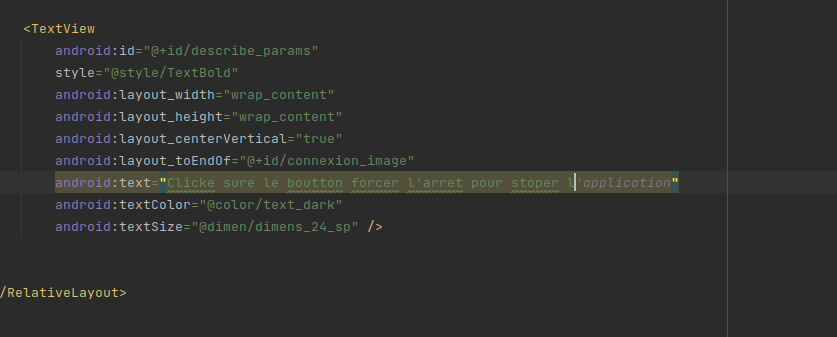 <TextView
android:id="@+id/describe_params"
style="@style/TextBold"
android:layout_width="wrap_content"
android:layout_height="wrap_content"
android:layout_centerVertical="true"
android:layout_toEndOf="@+id/connexion_image"
android:text="Clicke sure le boutton forcer l'arret pour stoper l'application"
android:textColor="@color/text_dark"
android:textSize="@dimen/dimens_24_sp" />
/RelativeLayout>